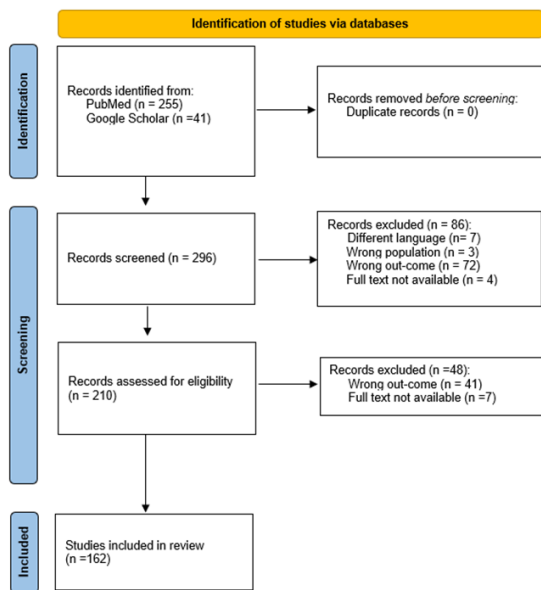 Identification of studies via databases
Identification
Records identified from:
PubMed (n = 255)
Google Scholar (n =41)
Records removed before screening:
Duplicate records (n = 0)
Screening
Records screened (n = 296)
Records excluded (n = 86):
Different language (n= 7)
Wrong population (n = 3)
Wrong out-come (n = 72)
Full text not available (n = 4)
Records assessed for eligibility
(n = 210)
Records excluded (n =48):
Wrong out-come (n = 41)
Full text not available (n =7)
Included
Studies included in review
(n =162)